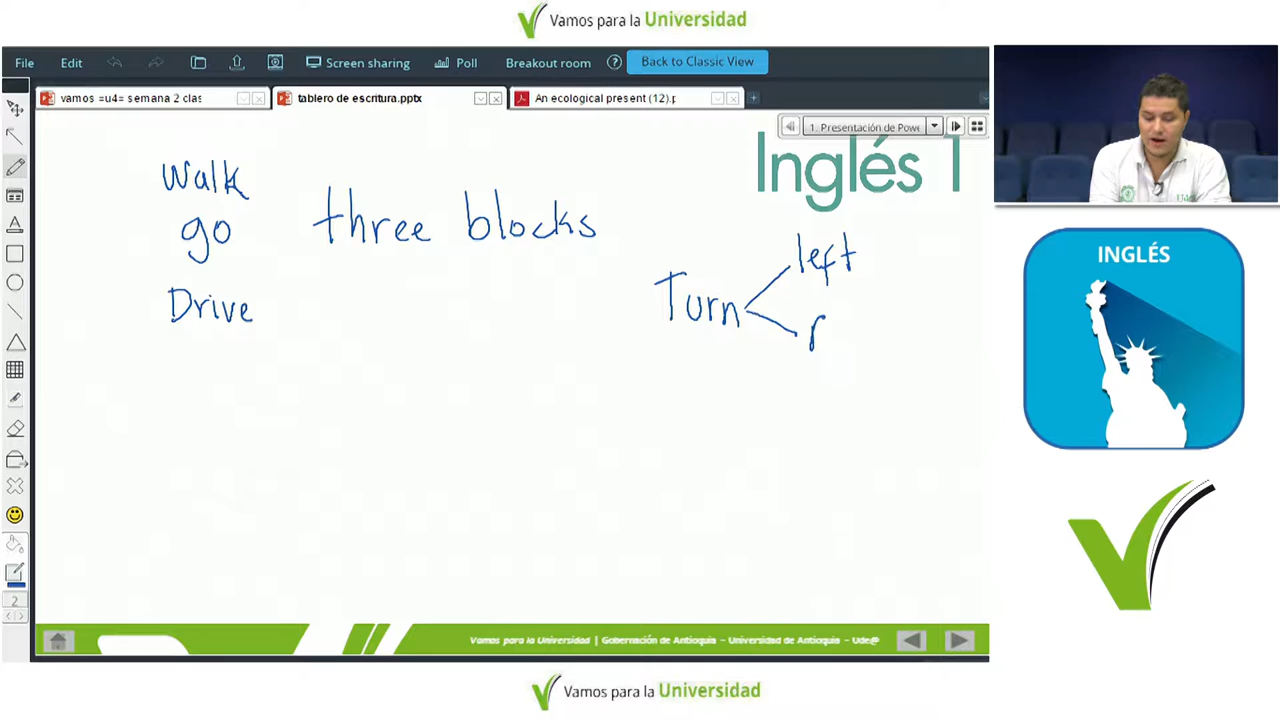 Vamos para la Universidad
File Edit Screen sharing Poll Breakout room ? Back to Classic View
vamos =u4= semana 2 clas tablero de escritura.pptx An ecological present (12).p
1. Presentación de Powe
Inglés 1
Walk
go three blocks
Drive
Turn left
r
INGLÉS
2
Vamos para la Universidad | Gobernación de Antioquia – Universidad de Antioquia – Ude@
Vamos para la Universidad